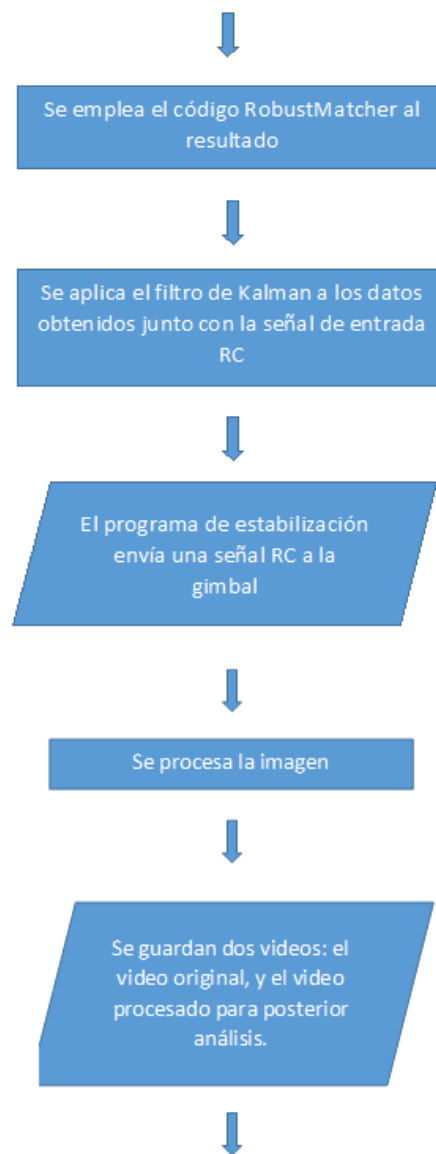 Se emplea el código RobustMatcher al
resultado
Se aplica el filtro de Kalman a los datos
obtenidos junto con la señal de entrada
RC
El programa de estabilización
envía una señal RC a la
gimbal
Se procesa la imagen
Se guardan dos videos: el
video original, y el video
procesado para posterior
análisis.